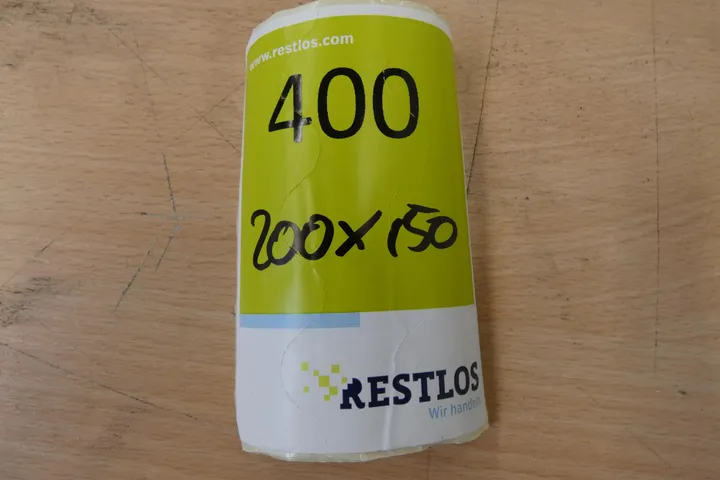 www.restlos.com
400
200x150
RESTLOS
Wir handeln